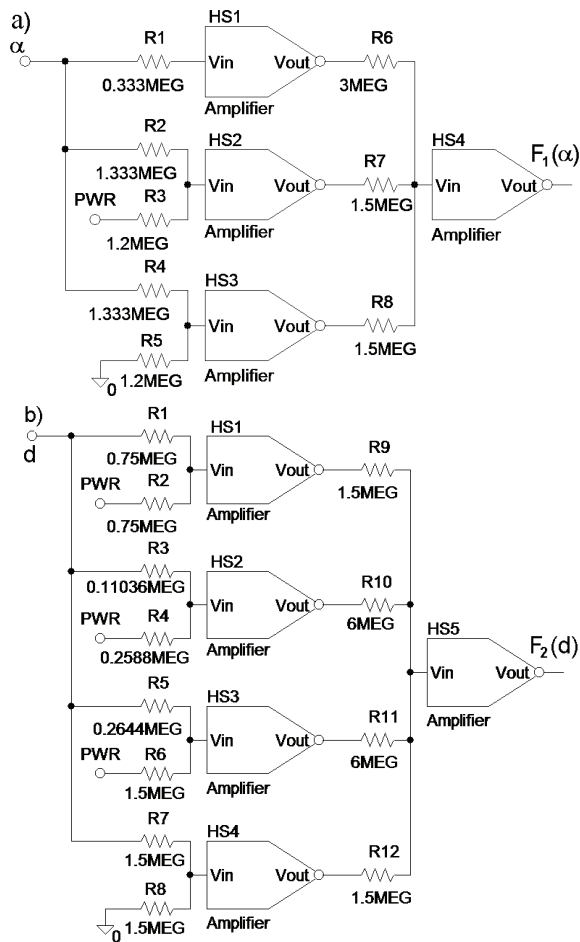 a)
α
R1
0.333MEG
HS1
Vin
Vout
Amplifier
R6
3MEG
R2
1.333MEG
PWR
R3
1.2MEG
HS2
Vin
Vout
Amplifier
R7
1.5MEG
HS4
Vin
Vout
Amplifier
F1(α)
R4
1.333MEG
R5
0
1.2MEG
HS3
Vin
Vout
Amplifier
R8
1.5MEG
b)
d
R1
0.75MEG
PWR
R2
0.75MEG
HS1
Vin
Vout
Amplifier
R9
1.5MEG
R3
0.11036MEG
PWR
R4
0.2588MEG
HS2
Vin
Vout
Amplifier
R10
6MEG
HS5
Vin
Vout
Amplifier
F2(d)
R5
0.2644MEG
PWR
R6
1.5MEG
HS3
Vin
Vout
Amplifier
R11
6MEG
R7
1.5MEG
R8
0
1.5MEG
HS4
Vin
Vout
Amplifier
R12
1.5MEG